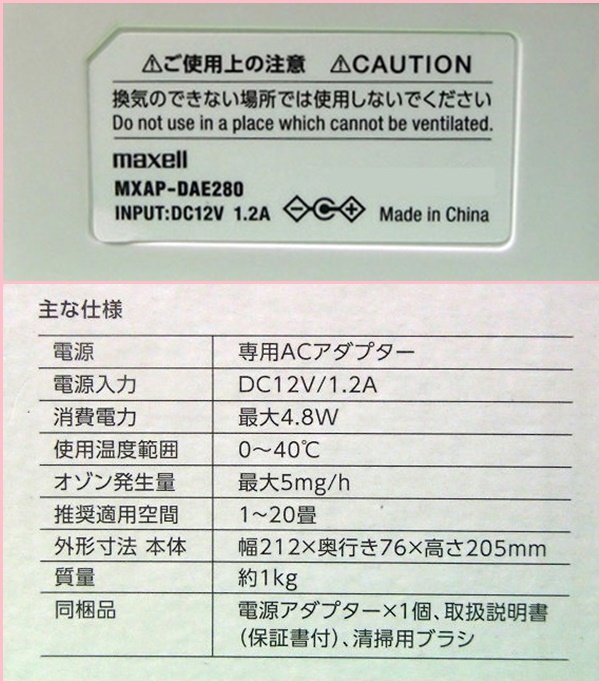 ⚠ご使用上の注意 ⚠CAUTION
換気のできない場所では使用しないでください
Do not use in a place which cannot be ventilated.
maxell
MXAP-DAE280
INPUT:DC12V 1.2A Made in China
主な仕様
電源 専用ACアダプター
電源入力 DC12V/1.2A
消費電力 最大4.8W
使用温度範囲 0～40℃
オゾン発生量 最大5mg/h
推奨適用空間 1～20畳
外形寸法 本体 幅212×奥行き76×高さ205mm
質量 約1kg
同梱品 電源アダプター×1個、取扱説明書
（保証書付）、清掃用ブラシ